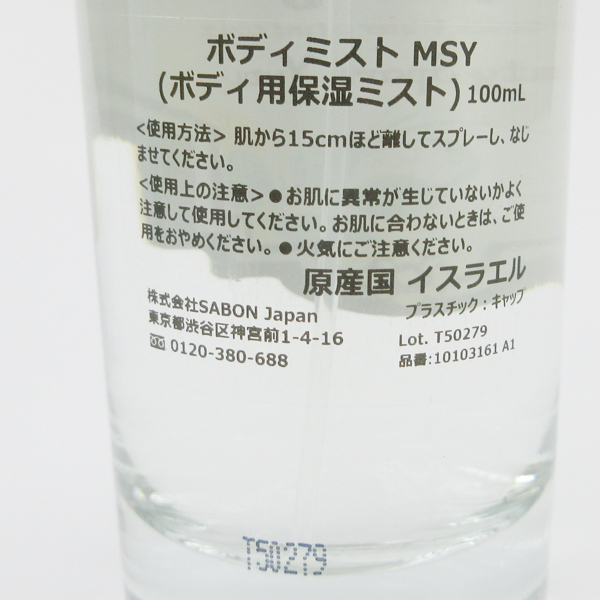 ボディミスト MSY
(ボディ用保湿ミスト) 100mL
<使用方法> 肌から15cmほど離してスプレーし、なじ
ませてください。
<使用上の注意> ●お肌に異常が生じていないかよく
注意して使用してください。お肌に合わないときは、ご使
用をおやめください。●火気にご注意ください。
原産国 イスラエル
プラスチック：キャップ
株式会社SABON Japan
東京都渋谷区神宮前1-4-16
0120-380-688
Lot. T50279
品番:10103161 A1
T50279